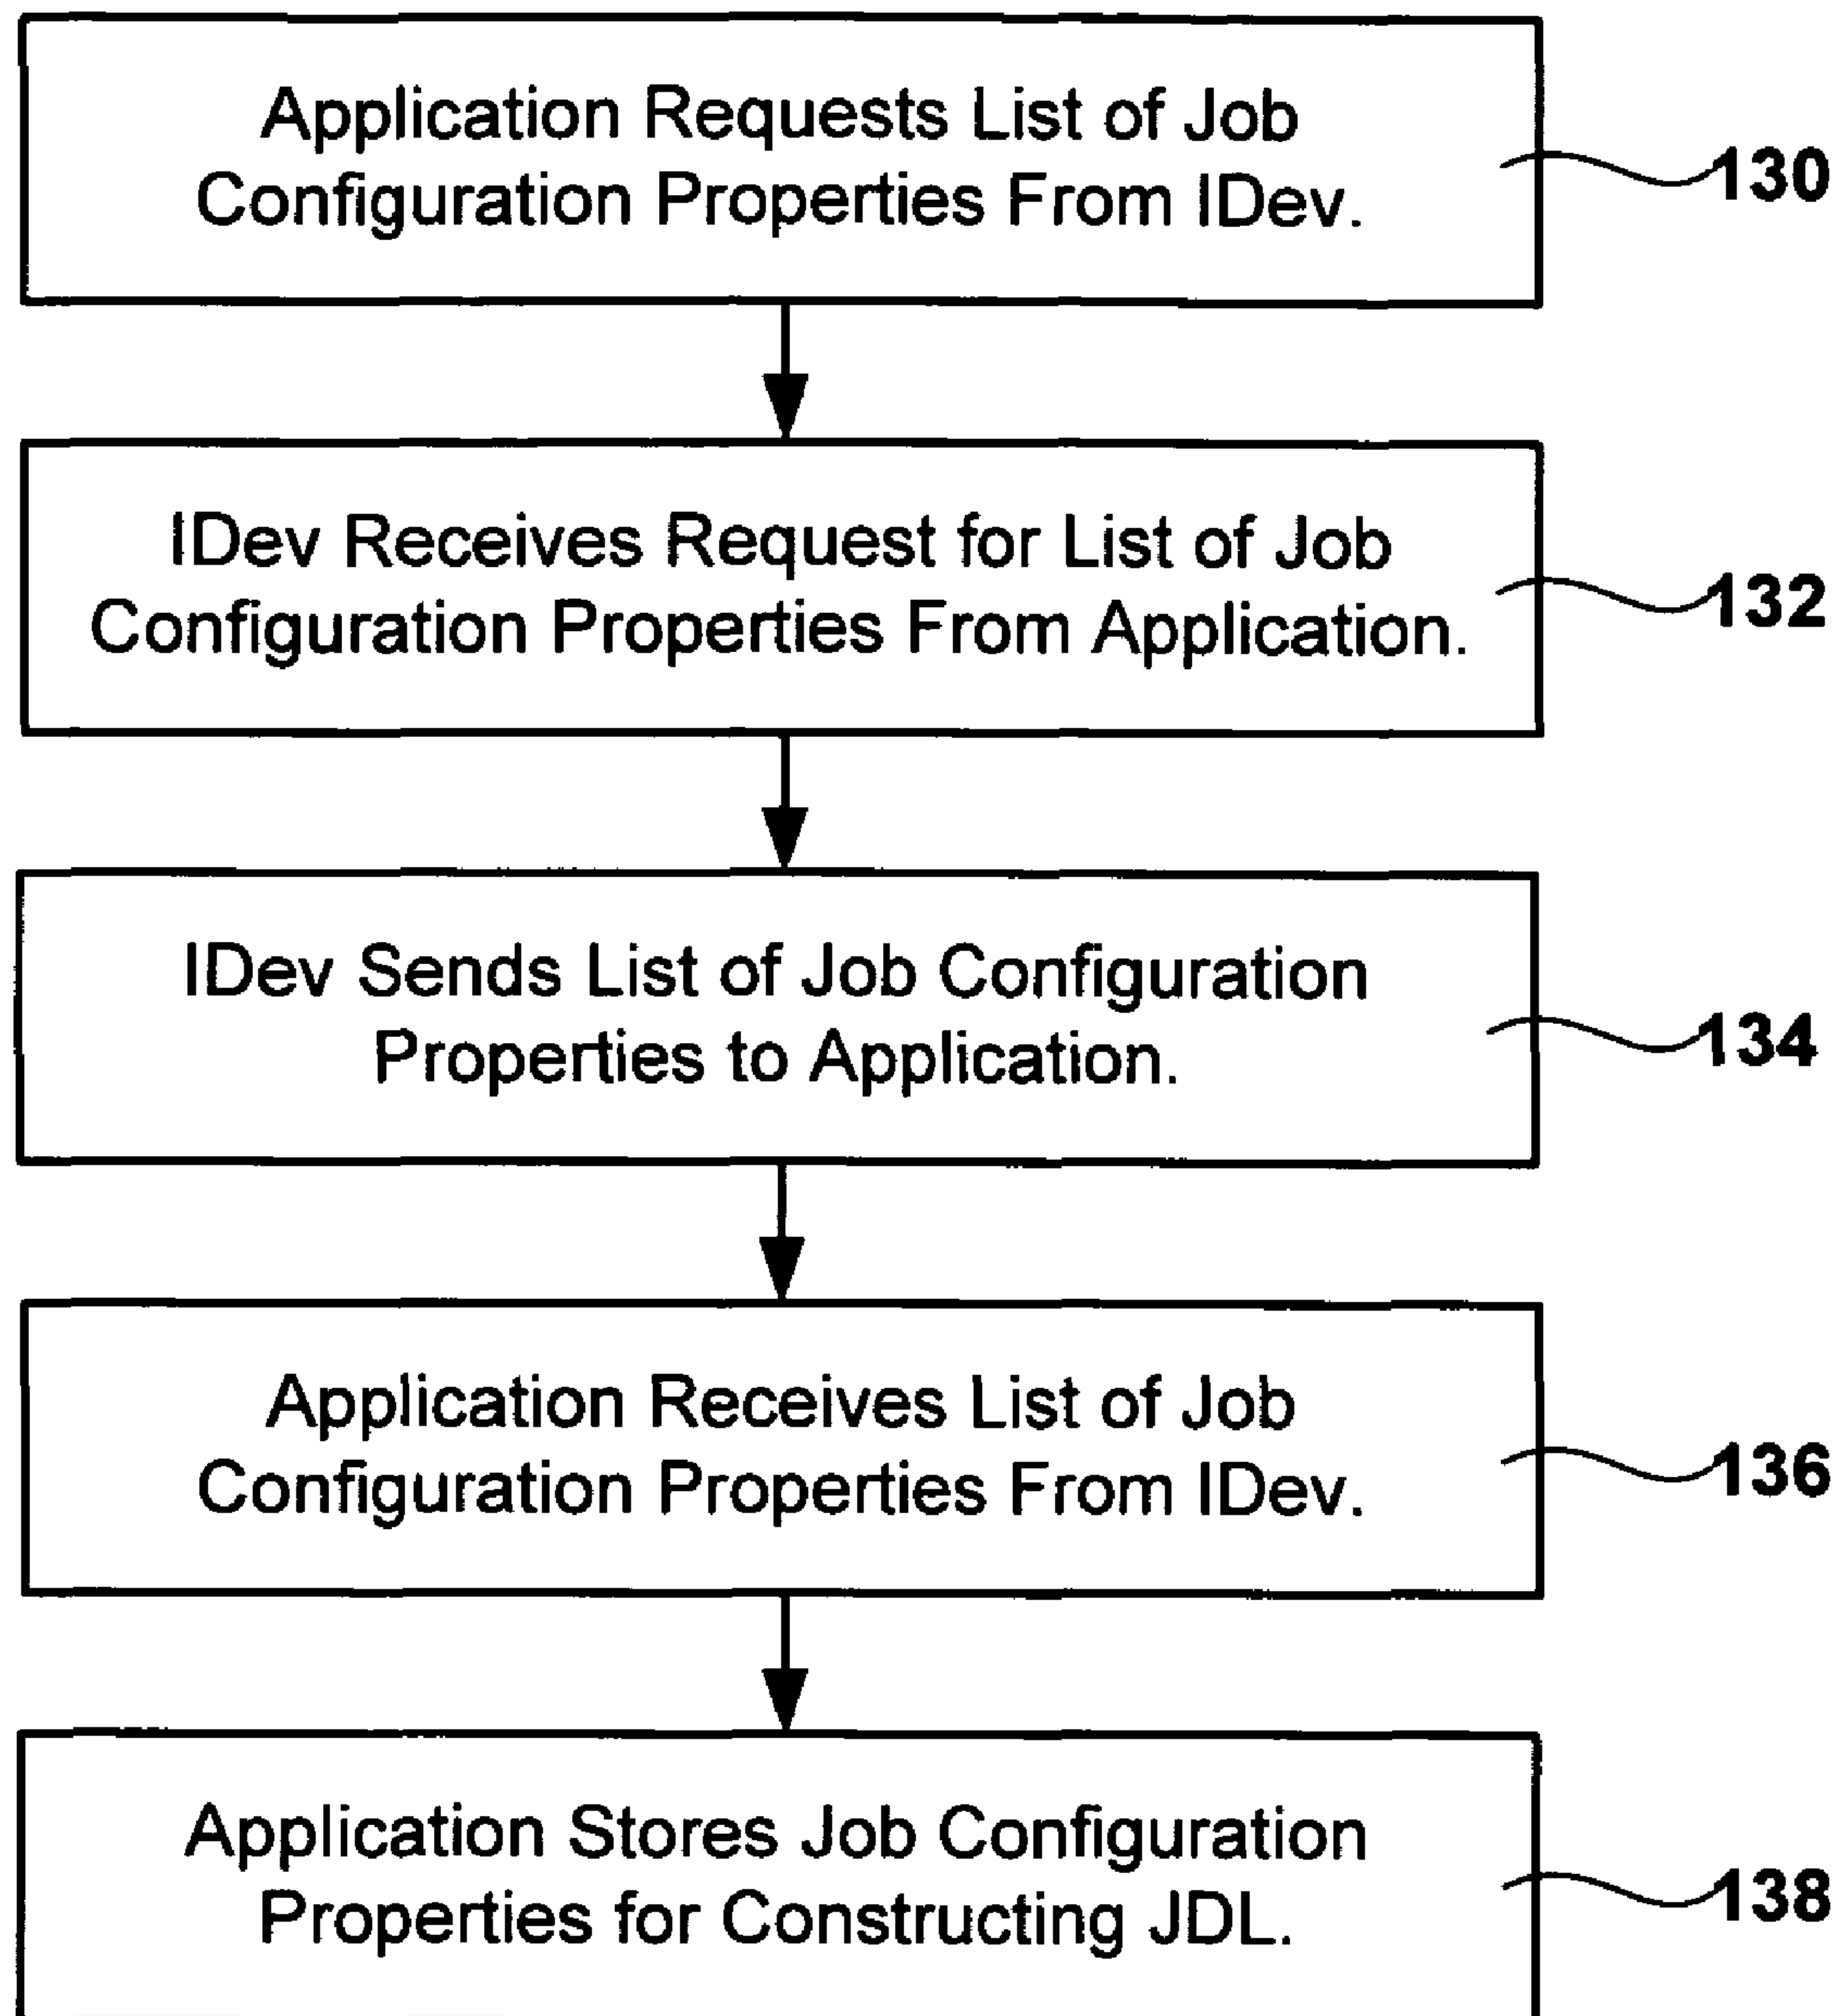 Application Requests List of Job
Configuration Properties From IDev.
130
IDev Receives Request for List of Job
Configuration Properties From Application.
132
IDev Sends List of Job Configuration
Properties to Application.
134
Application Receives List of Job
Configuration Properties From IDev.
136
Application Stores Job Configuration
Properties for Constructing JDL.
138